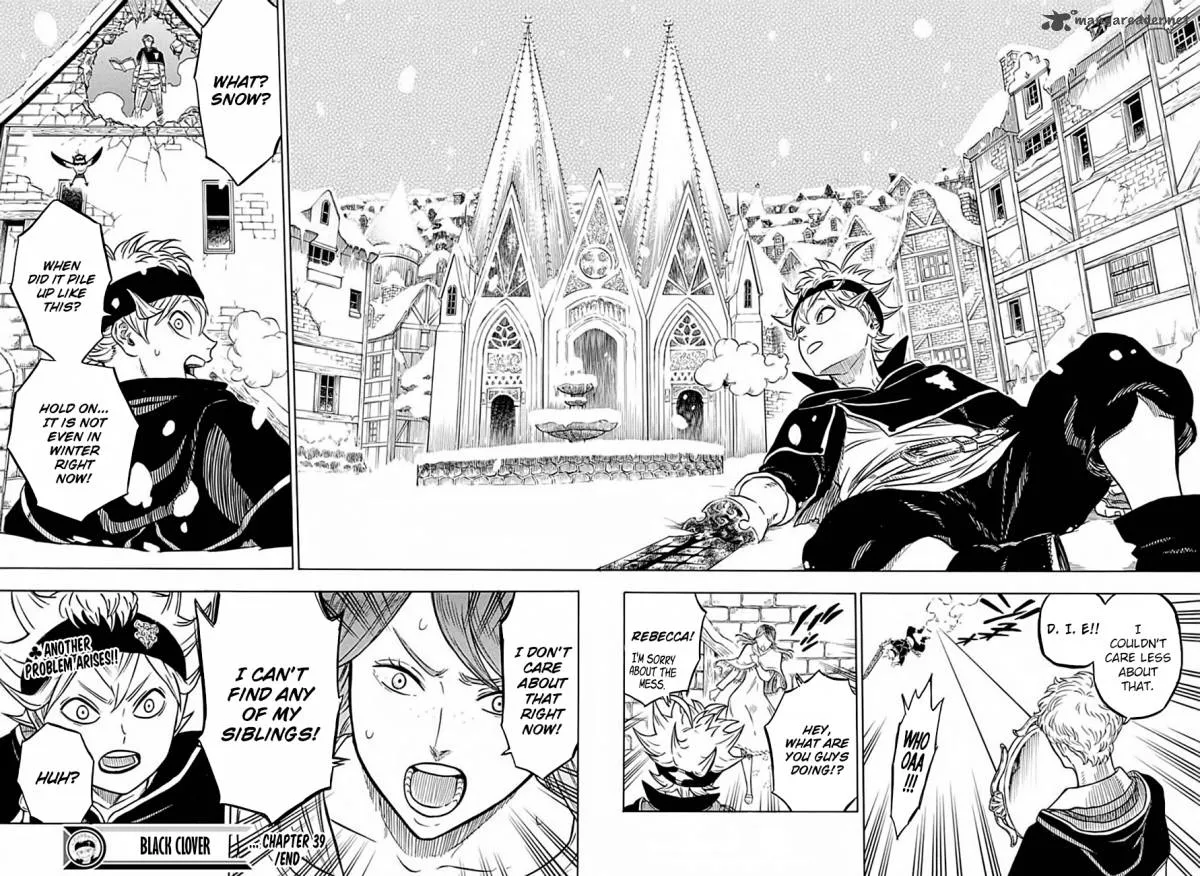 mangareader.net
WHAT?
SNOW?
WHEN
DID IT PILE
UP LIKE
THIS?
HOLD ON...
IT IS NOT
EVEN IN
WINTER
RIGHT
NOW!
I
COULDN'T
CARE LESS
ABOUT
THAT.
D. I. E!!
WHO
OAA
!!!
HEY,
WHAT ARE
YOU GUYS
DOING!?
REBECCA!
I'M SORRY
ABOUT THE
MESS.
I DON'T
CARE
ABOUT
THAT
RIGHT
NOW!
I CAN'T
FIND ANY
OF MY
SIBLINGS!
HUH?
ANOTHER
PROBLEM ARISES!!
BLACK CLOVER
... CHAPTER 39
/END